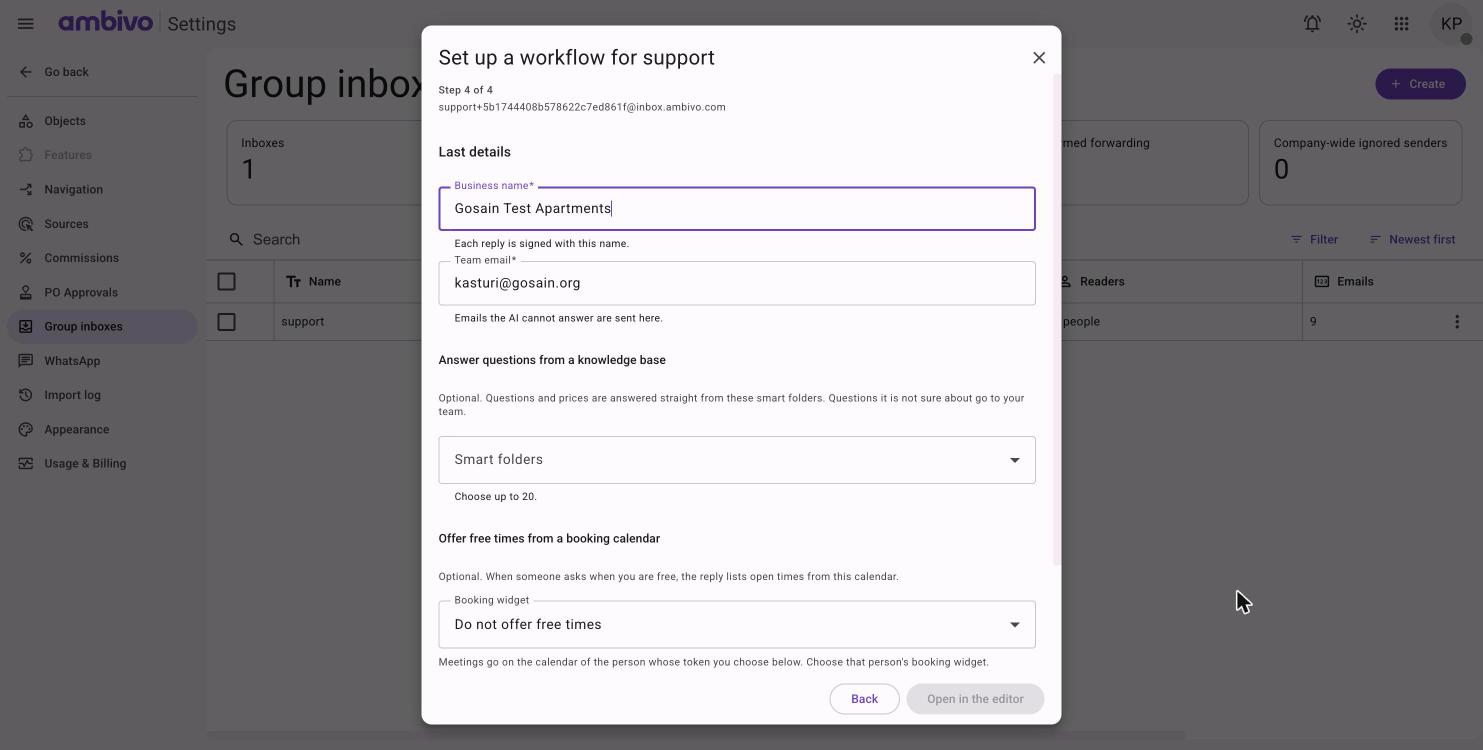 ambivo Settings
KP
Go back
Objects
Features
Navigation
Sources
Commissions
PO Approvals
Group inboxes
WhatsApp
Import log
Appearance
Usage & Billing
Group inbox
Create
Inboxes
1
med forwarding
Company-wide ignored senders
0
Search
Filter
Newest first
Name
Readers
Emails
support
people
9
Set up a workflow for support
Step 4 of 4
support+5b1744408b578622c7ed861f@inbox.ambivo.com
Last details
Business name*
Gosain Test Apartments
Each reply is signed with this name.
Team email*
kasturi@gosain.org
Emails the AI cannot answer are sent here.
Answer questions from a knowledge base
Optional. Questions and prices are answered straight from these smart folders. Questions it is not sure about go to your
team.
Smart folders
Choose up to 20.
Offer free times from a booking calendar
Optional. When someone asks when you are free, the reply lists open times from this calendar.
Booking widget
Do not offer free times
Meetings go on the calendar of the person whose token you choose below. Choose that person's booking widget.
Back
Open in the editor